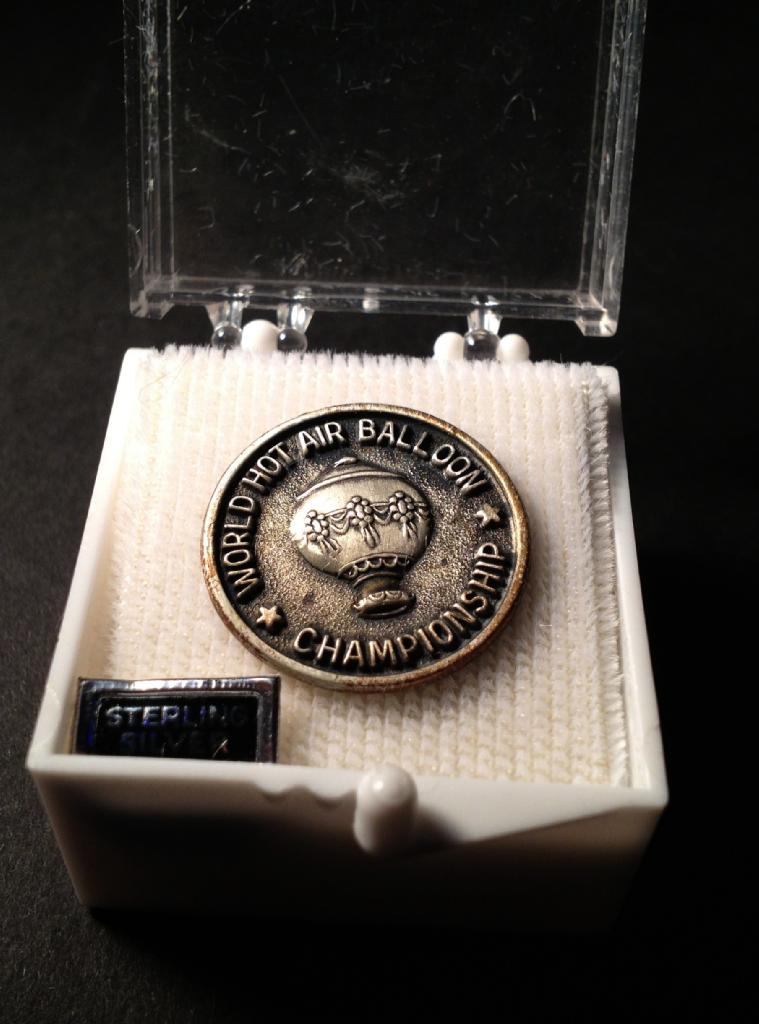 WORLD HOT AIR BALLOON
CHAMPIONSHIP
STERLING
SILVER